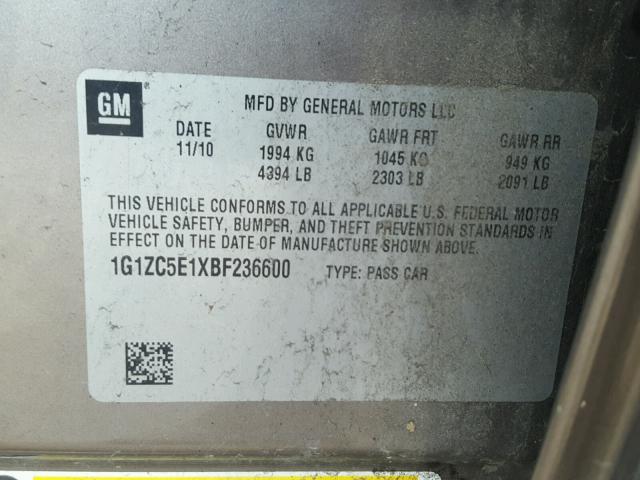 GM
®
MFD BY GENERAL MOTORS LLC
DATE GVWR GAWR FRT GAWR RR
11/10 1994 KG 1045 KG 949 KG
4394 LB 2303 LB 2091 LB
THIS VEHICLE CONFORMS TO ALL APPLICABLE U.S. FEDERAL MOTOR
VEHICLE SAFETY, BUMPER, AND THEFT PREVENTION STANDARDS IN
EFFECT ON THE DATE OF MANUFACTURE SHOWN ABOVE.
1G1ZC5E1XBF236600 TYPE: PASS CAR